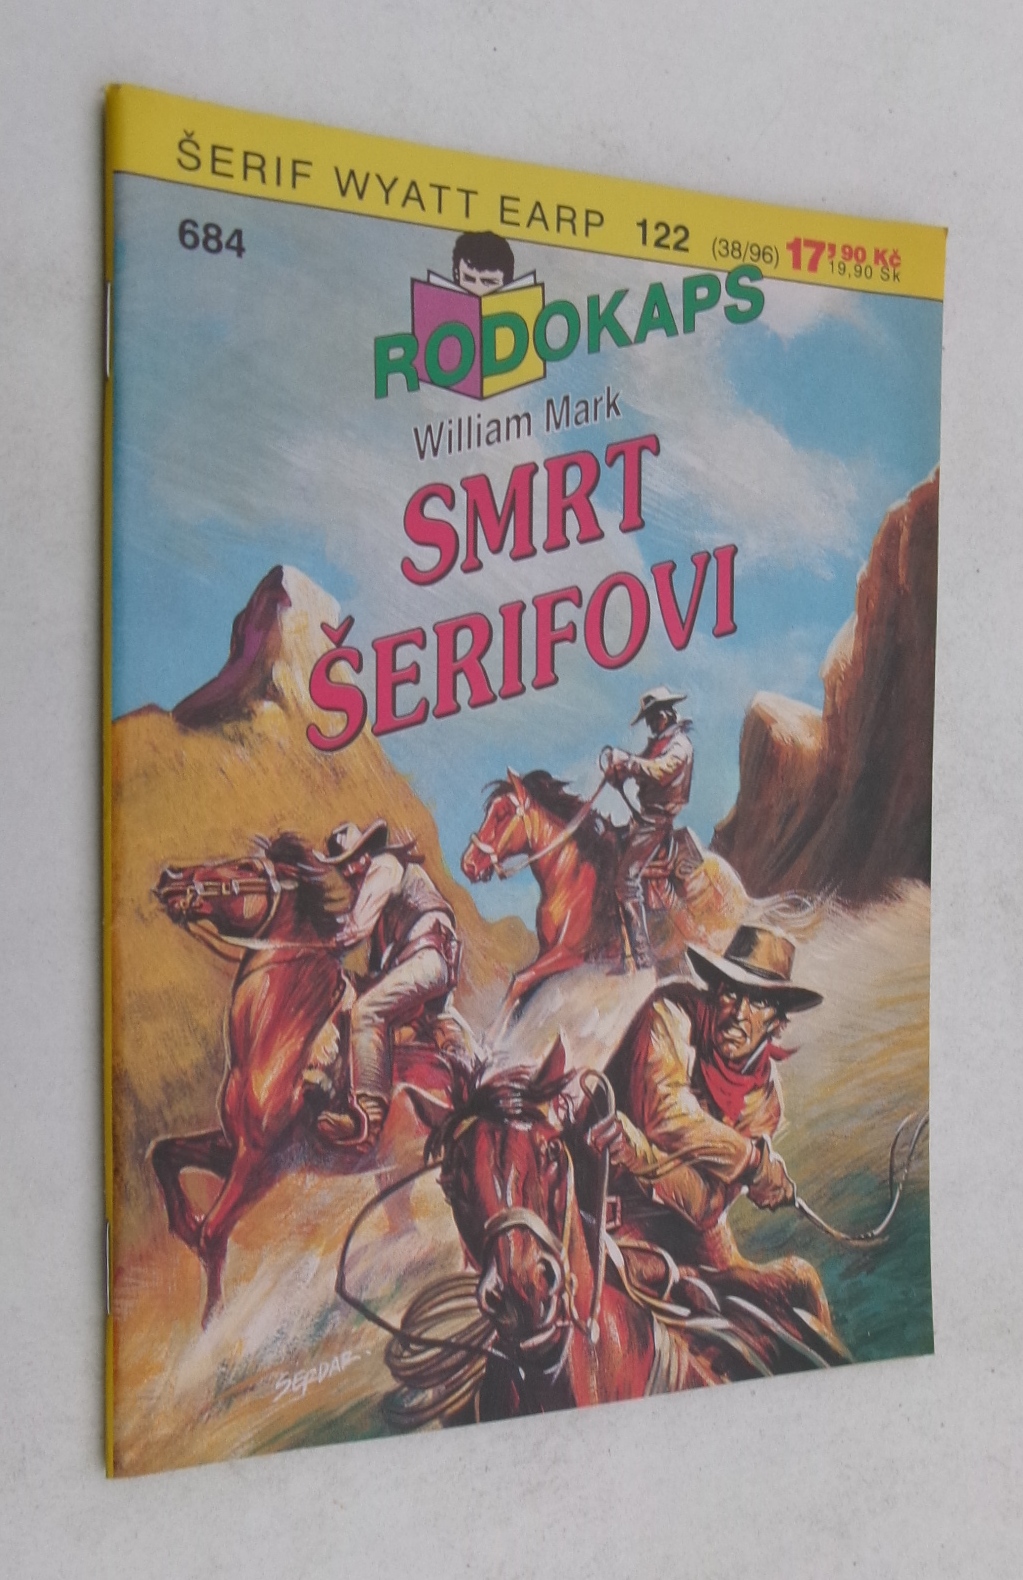 ŠERIF WYATT EARP 122 (38/96) 17,90 Kč
19,90 Sk
684
RODOKAPS
William Mark
SMRT
ŠERIFOVI
SERDAR.